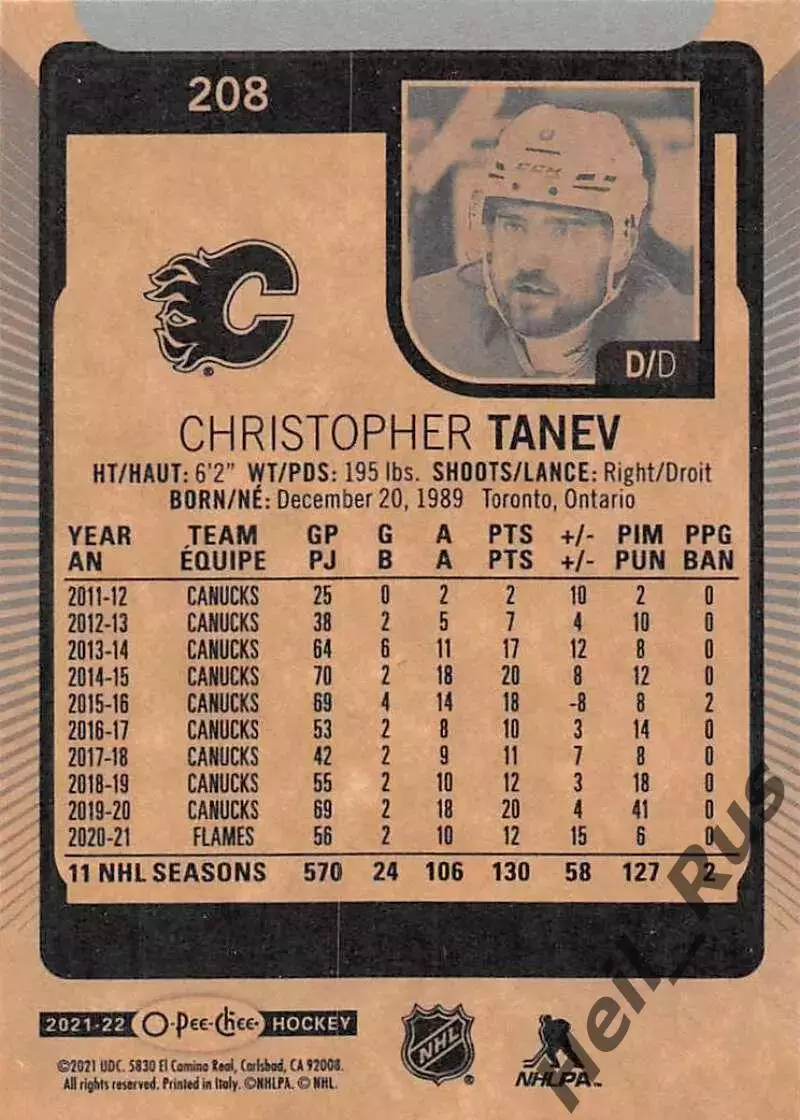 208
CCM
C
D/D
CHRISTOPHER TANEV
HT/HAUT: 6'2" WT/PDS: 195 lbs. SHOOTS/LANCE: Right/Droit
BORN/NÉ: December 20, 1989 Toronto, Ontario
YEAR TEAM GP G A PTS +/- PIM PPG
AN ÉQUIPE PJ B A PTS +/- PUN BAN
2011-12 CANUCKS 25 0 2 2 10 2 0
2012-13 CANUCKS 38 2 5 7 4 10 0
2013-14 CANUCKS 64 6 11 17 12 8 0
2014-15 CANUCKS 70 2 18 20 8 12 0
2015-16 CANUCKS 69 4 14 18 -8 8 2
2016-17 CANUCKS 53 2 8 10 3 14 0
2017-18 CANUCKS 42 2 9 11 7 8 0
2018-19 CANUCKS 55 2 10 12 3 18 0
2019-20 CANUCKS 69 2 18 20 4 41 0
2020-21 FLAMES 56 2 10 12 15 6 0
11 NHL SEASONS 570 24 106 130 58 127 2
2021-22 O-Pee-Chee HOCKEY
NHL
NHLPA
©2021 UDC. 5830 El Camino Real, Carlsbad, CA 92008.
All rights reserved. Printed in Italy. ©NHLPA. © NHL.
Heil_Rus